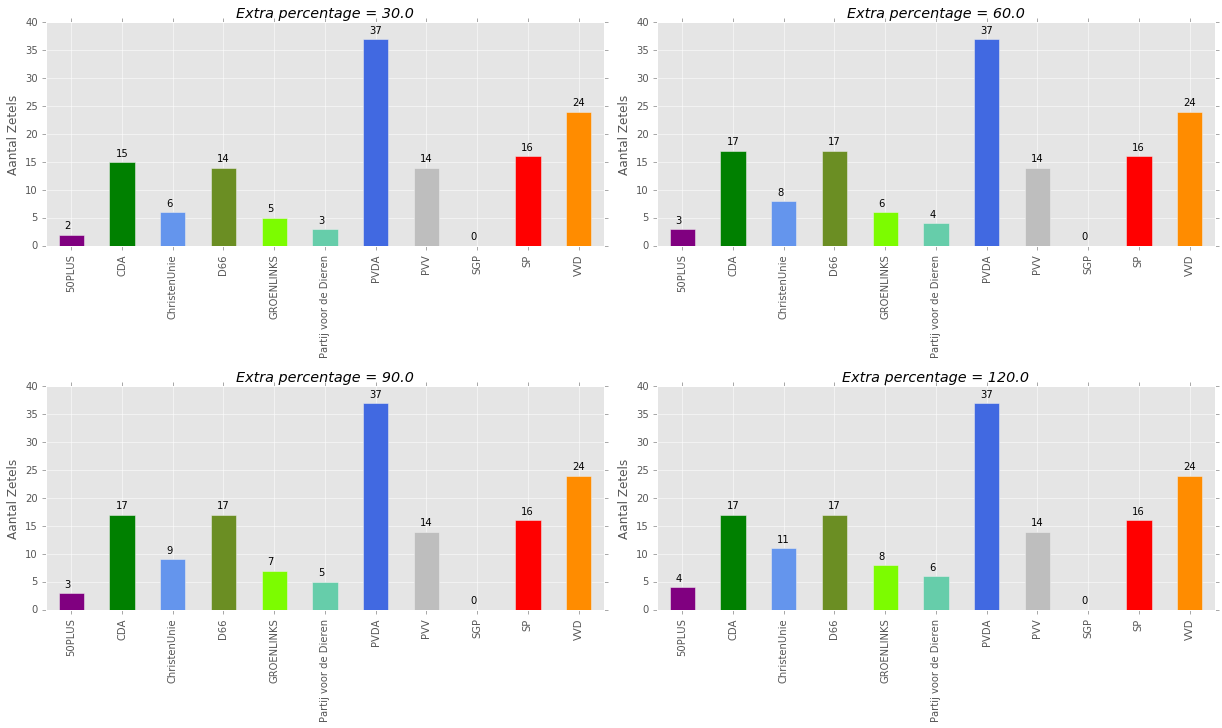 Extra percentage = 30.0
Aantal Zetels
40
35
30
25
20
15
10
5
0
2
15
6
14
5
3
37
14
0
16
24
50PLUS
CDA
ChristenUnie
D66
GROENLINKS
Partij voor de Dieren
PVDA
PVV
SGP
SP
VVD
Extra percentage = 60.0
Aantal Zetels
40
35
30
25
20
15
10
5
0
3
17
8
17
6
4
37
14
0
16
24
50PLUS
CDA
ChristenUnie
D66
GROENLINKS
Partij voor de Dieren
PVDA
PVV
SGP
SP
VVD
Extra percentage = 90.0
Aantal Zetels
40
35
30
25
20
15
10
5
0
3
17
9
17
7
5
37
14
0
16
24
50PLUS
CDA
ChristenUnie
D66
GROENLINKS
Partij voor de Dieren
PVDA
PVV
SGP
SP
VVD
Extra percentage = 120.0
Aantal Zetels
40
35
30
25
20
15
10
5
0
4
17
11
17
8
6
37
14
0
16
24
50PLUS
CDA
ChristenUnie
D66
GROENLINKS
Partij voor de Dieren
PVDA
PVV
SGP
SP
VVD